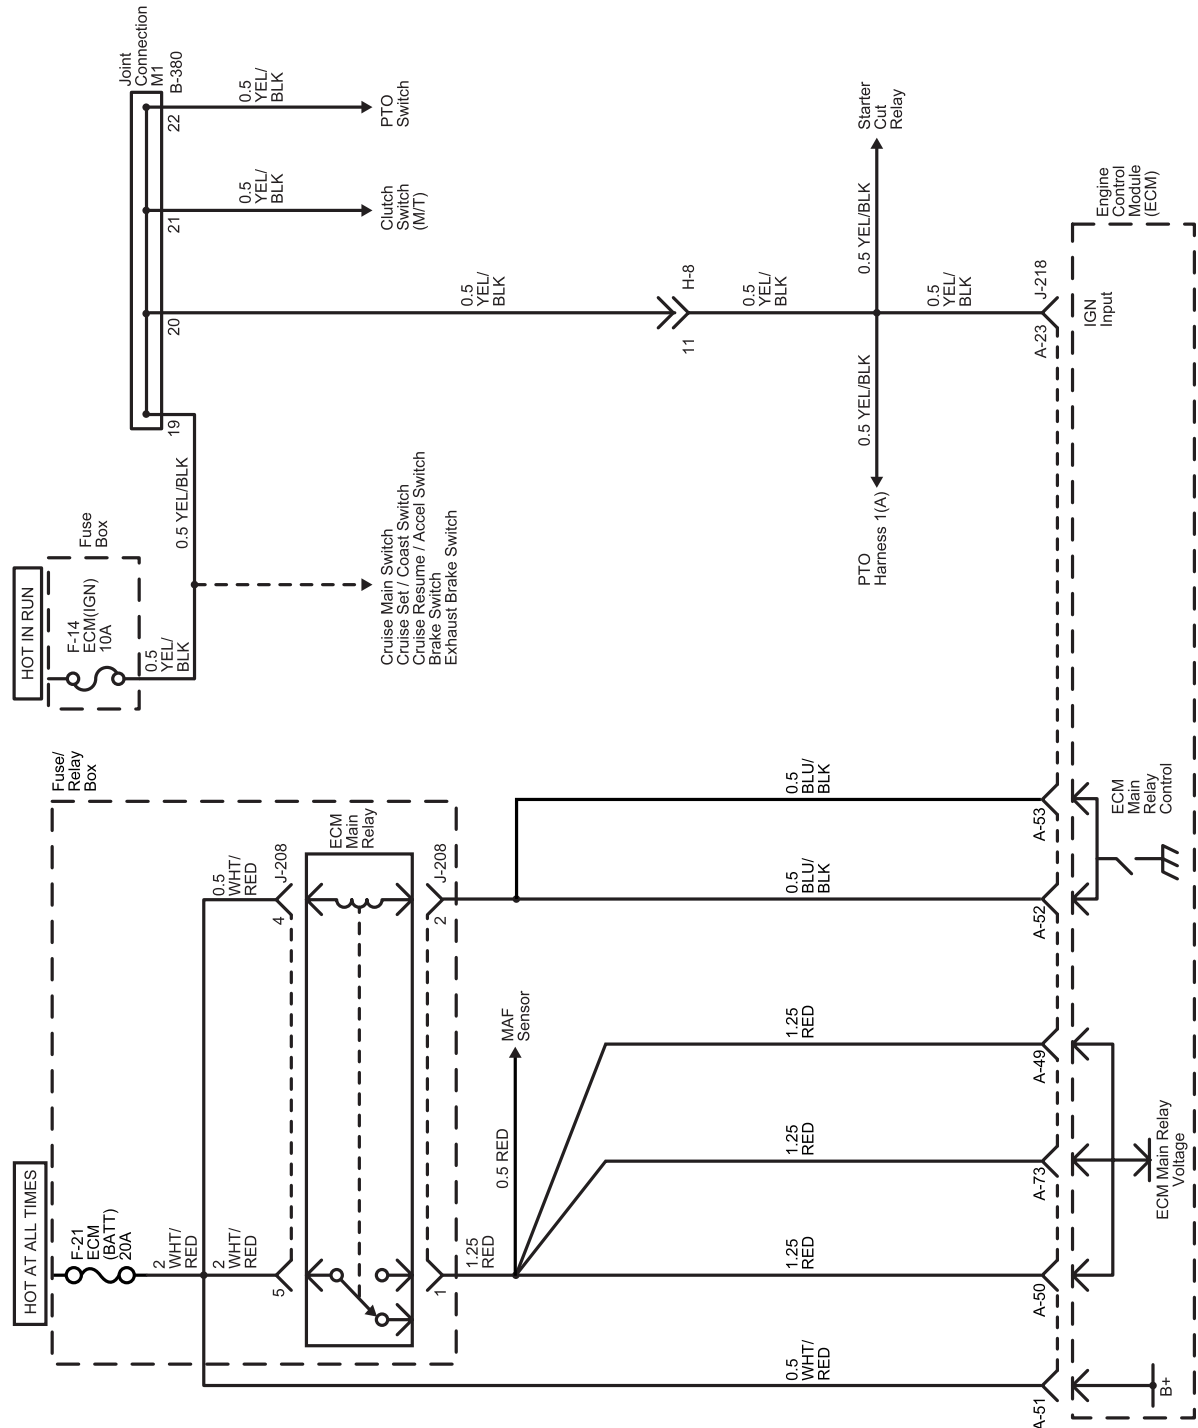 HOT AT ALL TIMES
F-21
ECM
(BATT)
20A
2
WHT/
RED
2
WHT/
RED
0.5
WHT/
RED
Fuse/
Relay
Box
5
4
J-208
ECM
Main
Relay
1
2
J-208
1.25
RED
0.5 RED
MAF
Sensor
0.5
WHT/
RED
1.25
RED
1.25
RED
1.25
RED
0.5
BLU/
BLK
0.5
BLU/
BLK
A-51
A-50
A-73
A-49
A-52
A-53
B+
ECM Main Relay
Voltage
ECM
Main
Relay
Control
HOT IN RUN
F-14
ECM(IGN)
10A
Fuse
Box
0.5
YEL/
BLK
0.5 YEL/BLK
Cruise Main Switch
Cruise Set / Coast Switch
Cruise Resume / Accel Switch
Brake Switch
Exhaust Brake Switch
Joint
Connection
M1
B-380
19
20
21
22
0.5
YEL/
BLK
Clutch
Switch
(M/T)
0.5
YEL/
BLK
PTO
Switch
0.5
YEL/
BLK
11
H-8
0.5
YEL/
BLK
0.5 YEL/BLK
PTO
Harness 1(A)
0.5 YEL/BLK
Starter
Cut
Relay
0.5
YEL/
BLK
A-23
J-218
IGN
Input
Engine
Control
Module
(ECM)